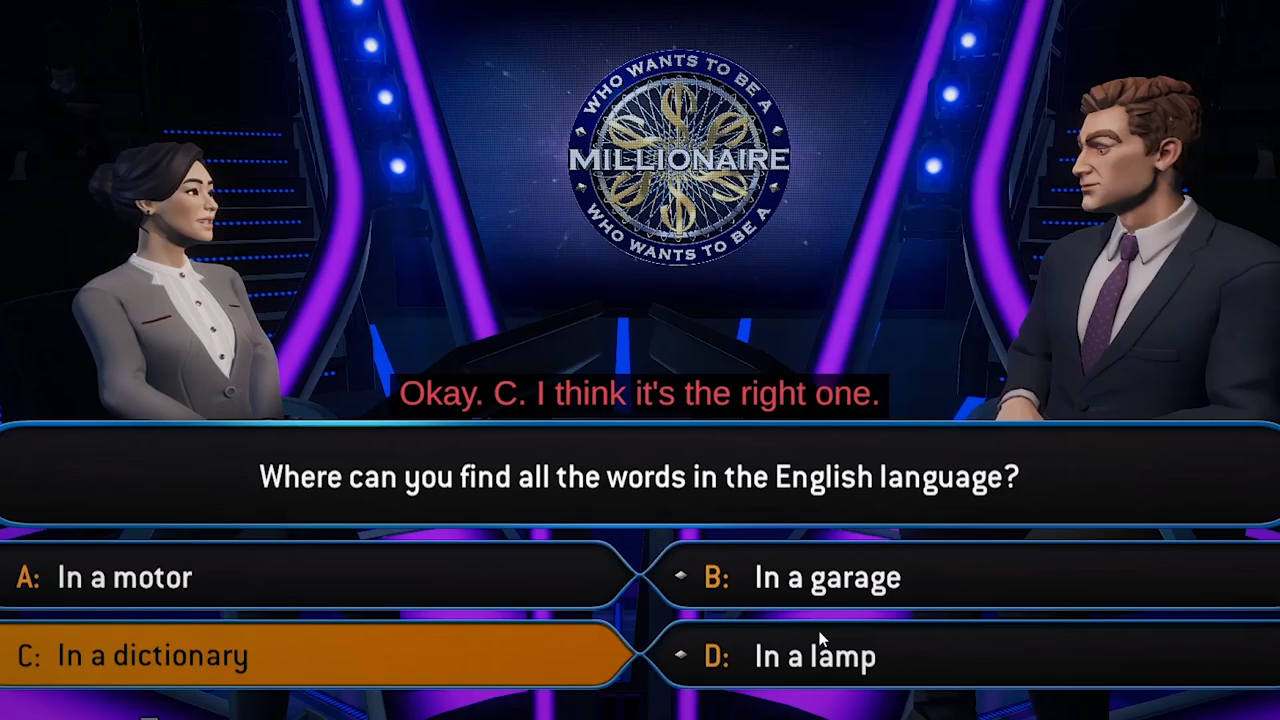 WHO WANTS TO BE A
MILLIONAIRE
WHO WANTS TO BE A
Okay. C. I think it's the right one.
Where can you find all the words in the English language?
A: In a motor
B: In a garage
C: In a dictionary
D: In a lamp